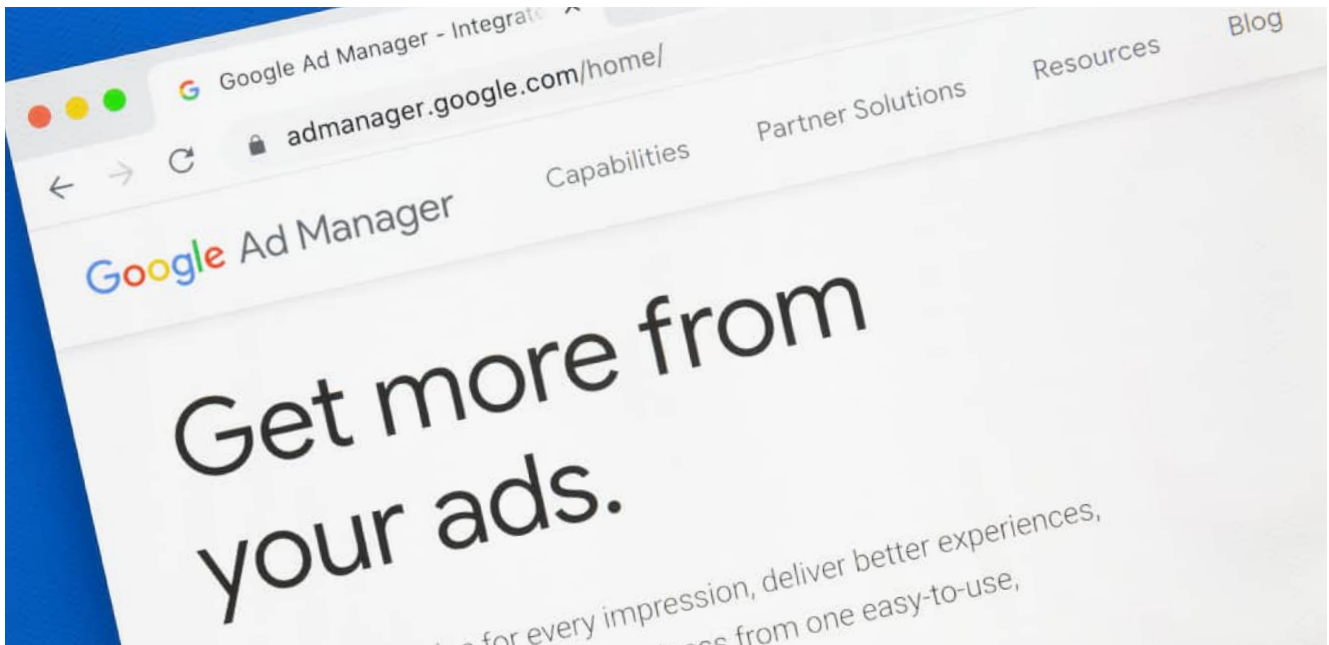 Google Ad Manager - Integrat
admanager.google.com/home/
Google Ad Manager Capabilities Partner Solutions Resources Blog
Get more from
your ads.
for every impression, deliver better experiences,
from one easy-to-use,